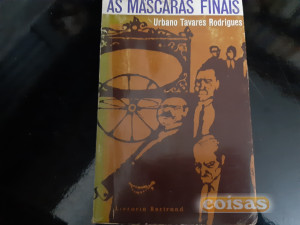 AS MÁSCARAS FINAIS
Urbano Tavares Rodrigues
Livraria Bertrand
coisas